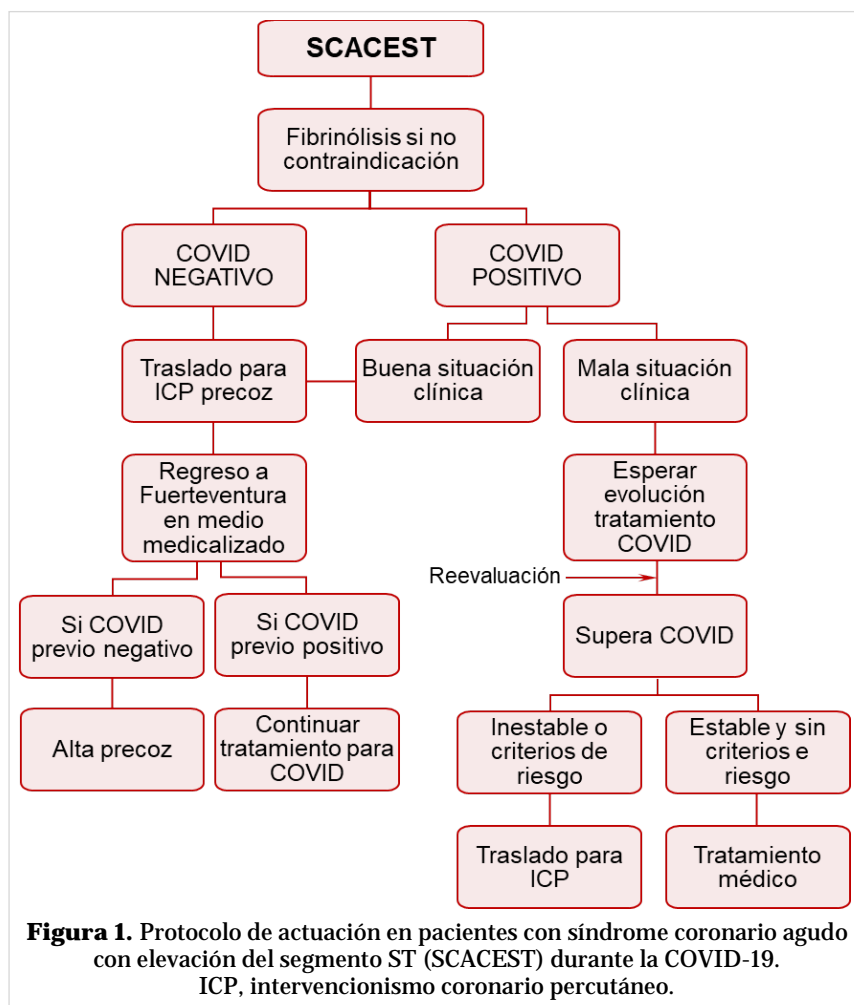 SCACEST
Fibrinólisis si no
contraindicación
COVID
NEGATIVO
COVID
POSITIVO
Traslado para
ICP precoz
Buena situación
clínica
Mala situación
clínica
Regreso a
Fuerteventura
en medio
medicalizado
Esperar
evolución
tratamiento
COVID
Reevaluación
Si COVID
previo negativo
Si COVID
previo positivo
Supera COVID
Alta precoz
Continuar
tratamiento para
COVID
Inestable o
criterios de
riesgo
Estable y sin
criterios e
riesgo
Traslado para
ICP
Tratamiento
médico
Figura 1. Protocolo de actuación en pacientes con síndrome coronario agudo
con elevación del segmento ST (SCACEST) durante la COVID-19.
ICP, intervencionismo coronario percutáneo.